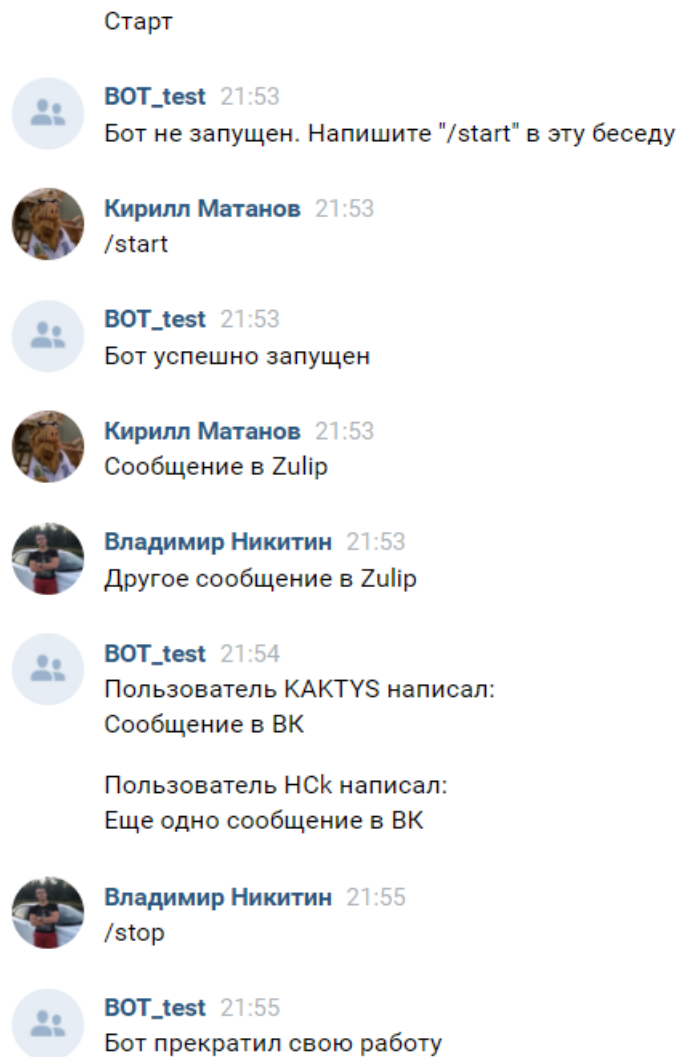 Старт
BOT_test 21:53
Бот не запущен. Напишите "/start" в эту беседу
Кирилл Матанов 21:53
/start
BOT_test 21:53
Бот успешно запущен
Кирилл Матанов 21:53
Сообщение в Zulip
Владимир Никитин 21:53
Другое сообщение в Zulip
BOT_test 21:54
Пользователь KAKTYS написал:
Сообщение в ВК
Пользователь HCk написал:
Еще одно сообщение в ВК
Владимир Никитин 21:55
/stop
BOT_test 21:55
Бот прекратил свою работу